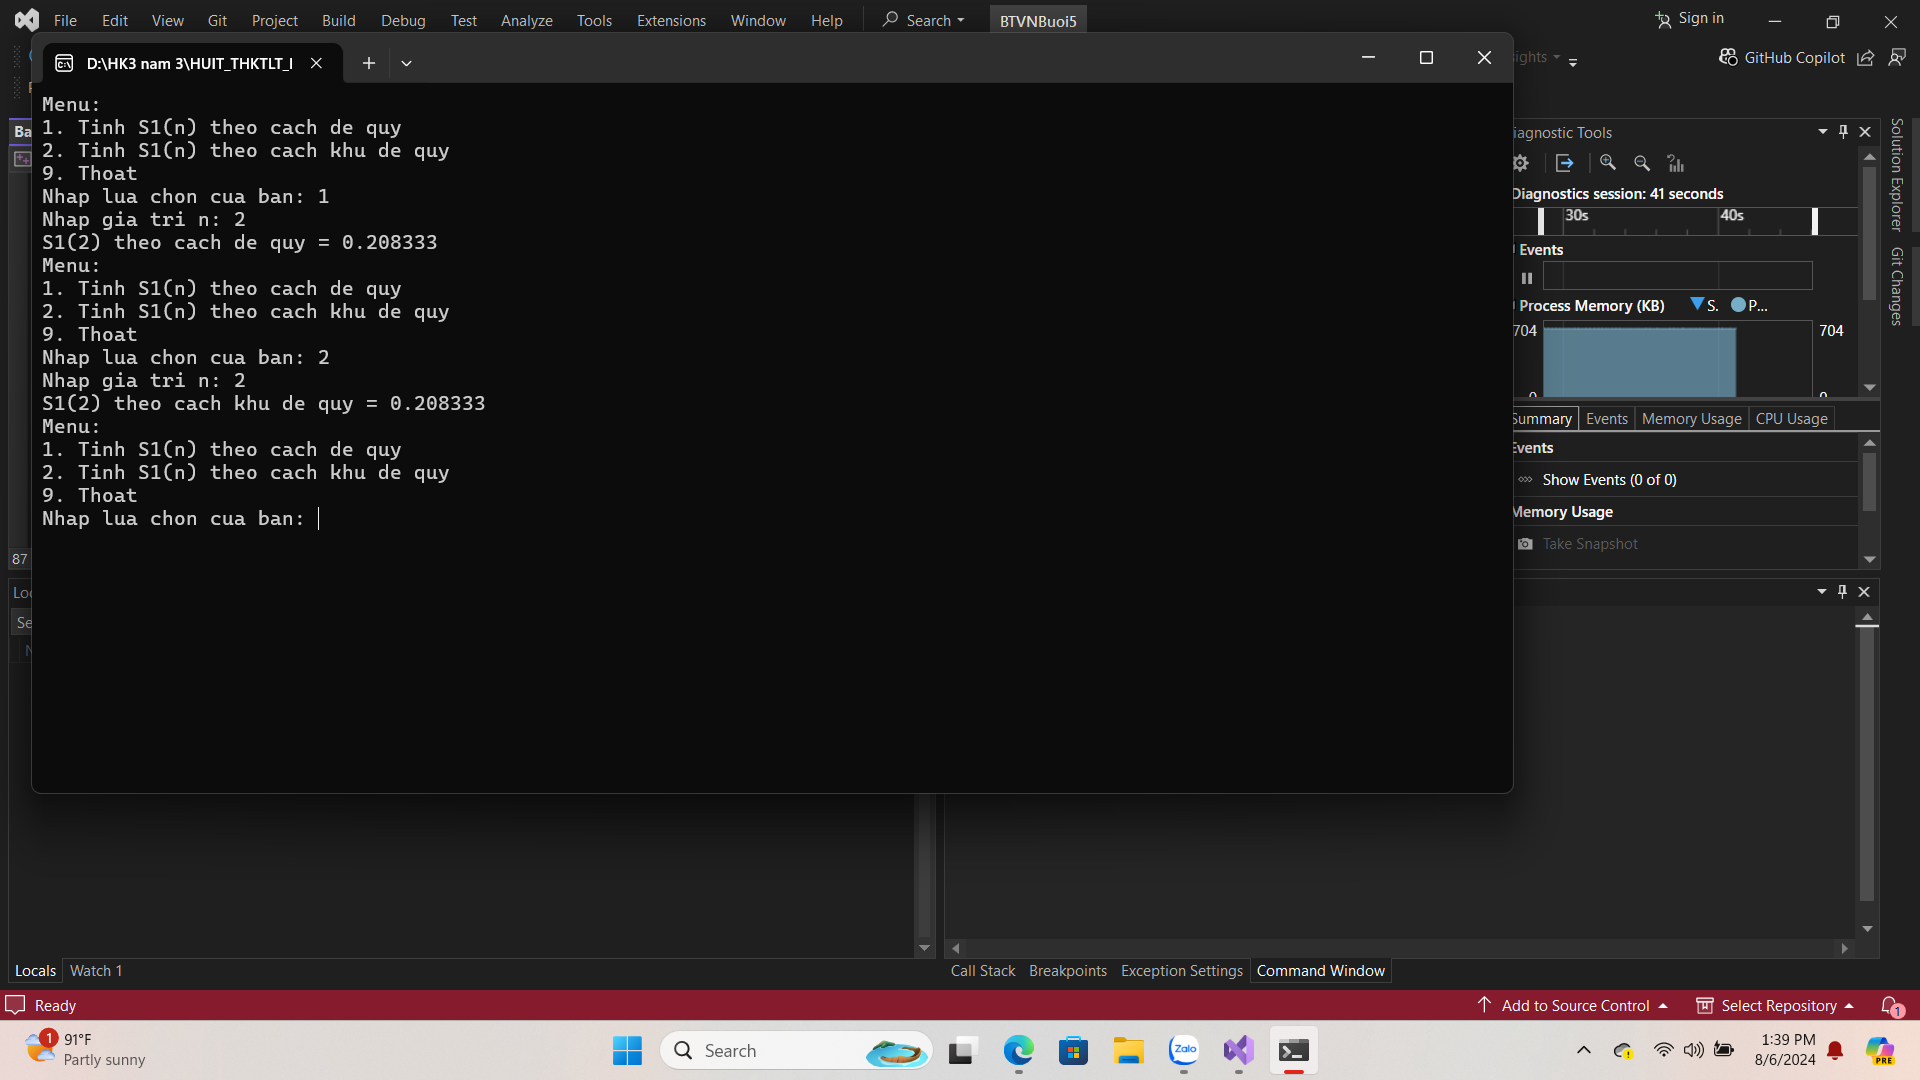 File Edit View Git Project Build Debug Test Analyze Tools Extensions Window Help Search BTVNBuoi5 Sign in
D:\HK3 nam 3\HUIT_THKTLT_I
GitHub Copilot
Menu:
1. Tinh S1(n) theo cach de quy
2. Tinh S1(n) theo cach khu de quy
9. Thoat
Nhap lua chon cua ban: 1
Nhap gia tri n: 2
S1(2) theo cach de quy = 0.208333
Menu:
1. Tinh S1(n) theo cach de quy
2. Tinh S1(n) theo cach khu de quy
9. Thoat
Nhap lua chon cua ban: 2
Nhap gia tri n: 2
S1(2) theo cach khu de quy = 0.208333
Menu:
1. Tinh S1(n) theo cach de quy
2. Tinh S1(n) theo cach khu de quy
9. Thoat
Nhap lua chon cua ban:
Ba
87
Loc
Se
iagnostic Tools
Diagnostics session: 41 seconds
30s 40s
Events
Process Memory (KB) S. P...
704 704
0 0
Summary Events Memory Usage CPU Usage
Events
Show Events (0 of 0)
Memory Usage
Take Snapshot
Solution Explorer
Git Changes
Locals Watch 1
Call Stack Breakpoints Exception Settings Command Window
Ready
Add to Source Control Select Repository 1
1 91°F
Partly sunny
Search
Zalo
1:39 PM
8/6/2024
PRE